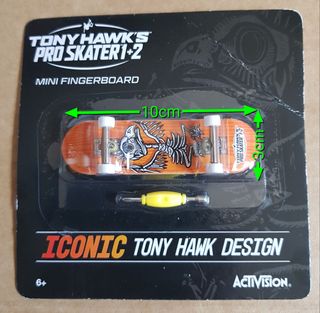 TONY HAWK'S
PRO SKATER 1+2
MINI FINGERBOARD
10cm
3cm
ICONIC TONY HAWK DESIGN
6+
ACTIVISION